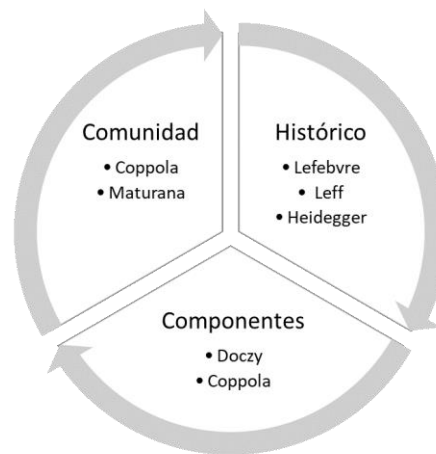 Comunidad
• Coppola
• Maturana
Histórico
• Lefebvre
• Leff
• Heidegger
Componentes
• Doczy
• Coppola